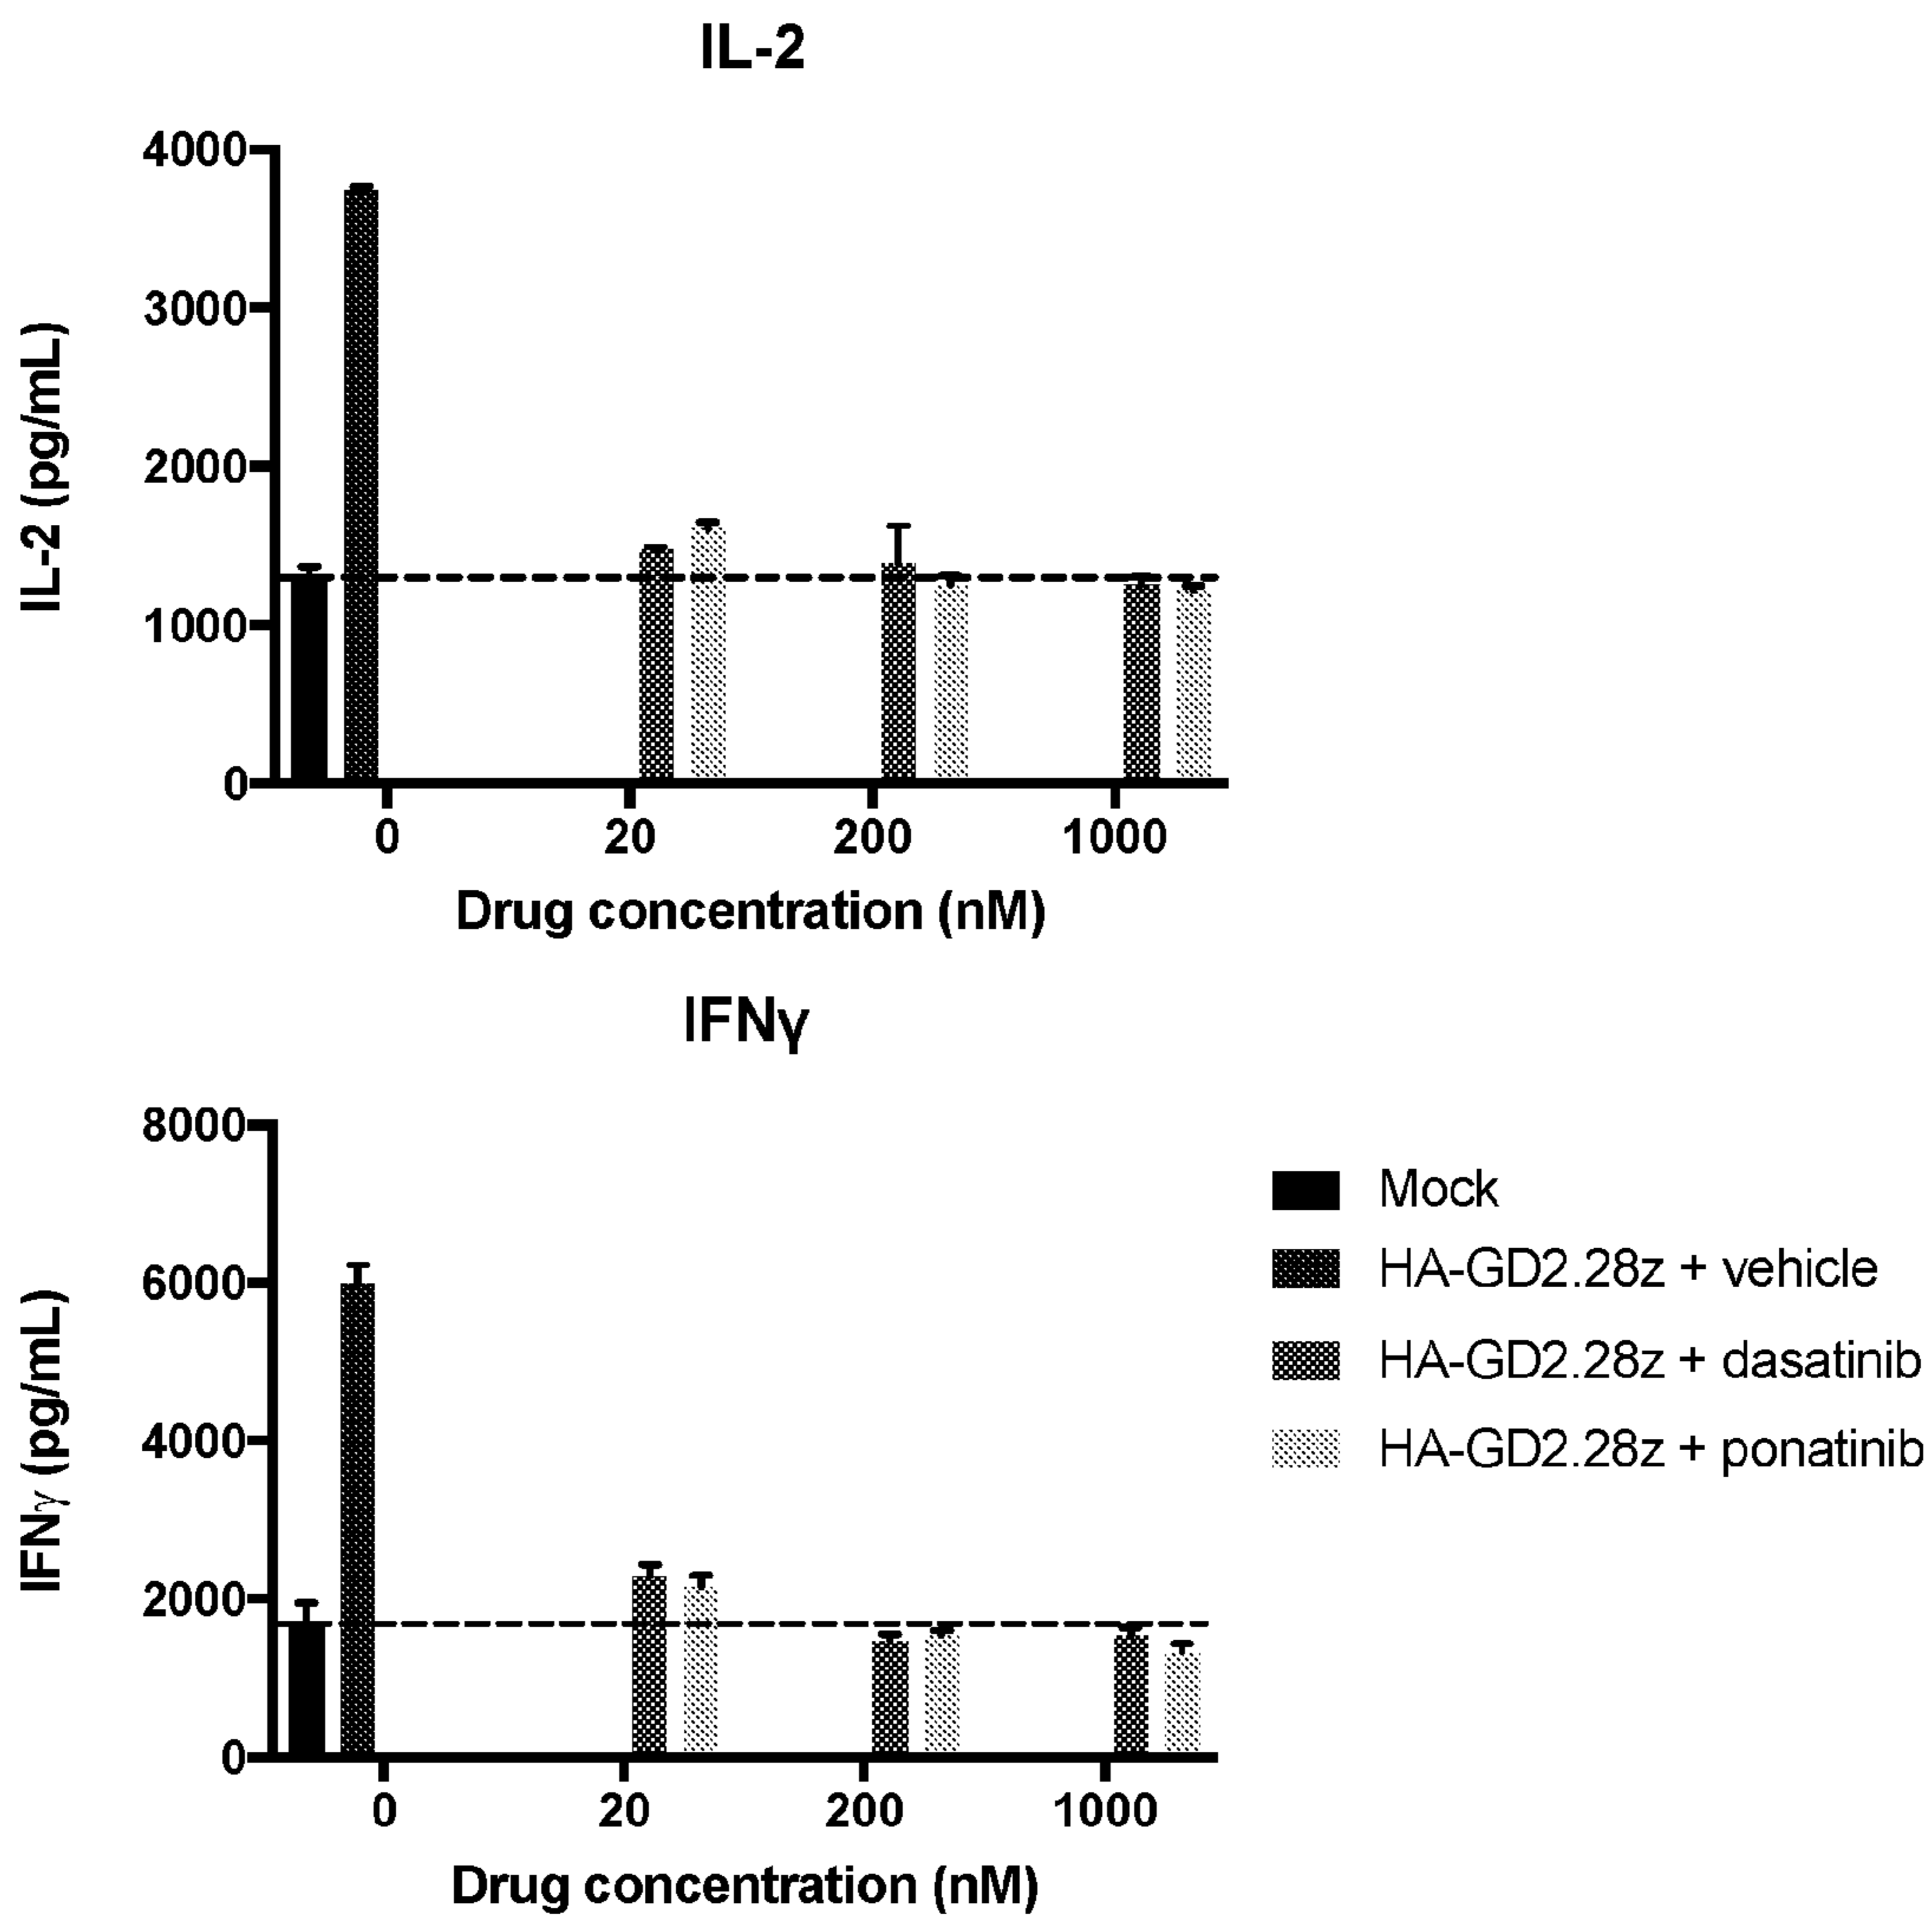 IL-2
4000
3000
2000
1000
0
IL-2 (pg/mL)
0 20 200 1000
Drug concentration (nM)
IFNγ
8000
6000
4000
2000
0
IFNγ (pg/mL)
0 20 200 1000
Drug concentration (nM)
Mock
HA-GD2.28z + vehicle
HA-GD2.28z + dasatinib
HA-GD2.28z + ponatinib